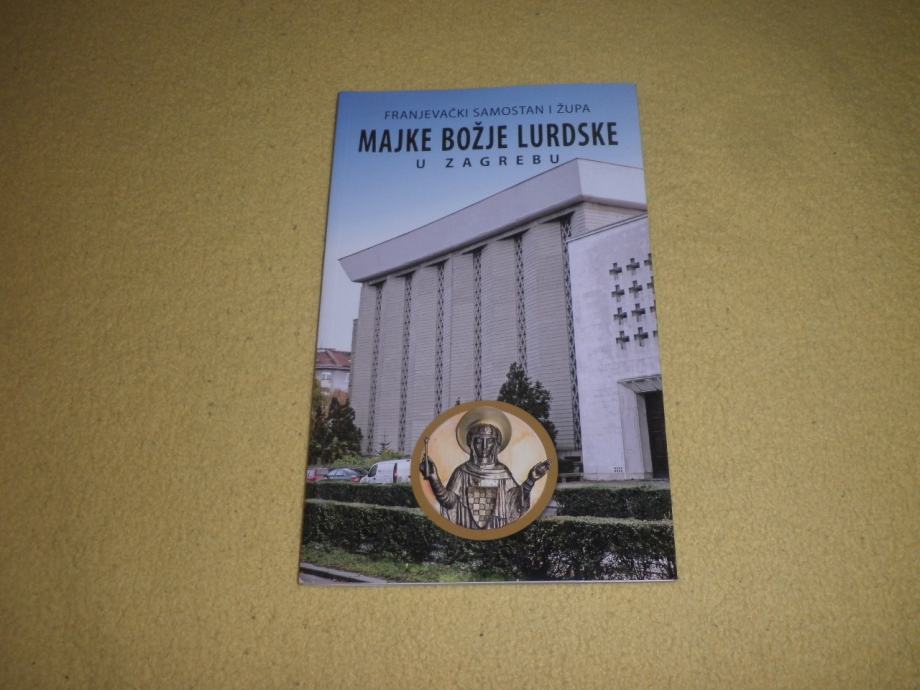 FRANJEVAČKI SAMOSTAN I ŽUPA
MAJKE BOŽJE LURDSKE
U ZAGREBU